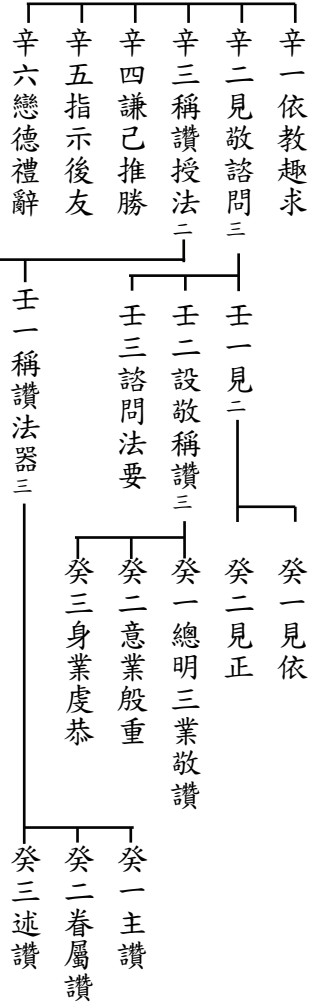 辛一依教趣求
辛二見敬諮問三
辛三稱讚授法二
辛四謙己推勝
辛五指示後友
辛六戀德禮辭
壬一見二
壬二設敬稱讚三
壬三諮問法要
壬一稱讚法器三
癸一見依
癸二見正
癸一總明三業敬讚
癸二意業殷重
癸三身業虔恭
癸一主讚
癸二眷屬讚
癸三述讚